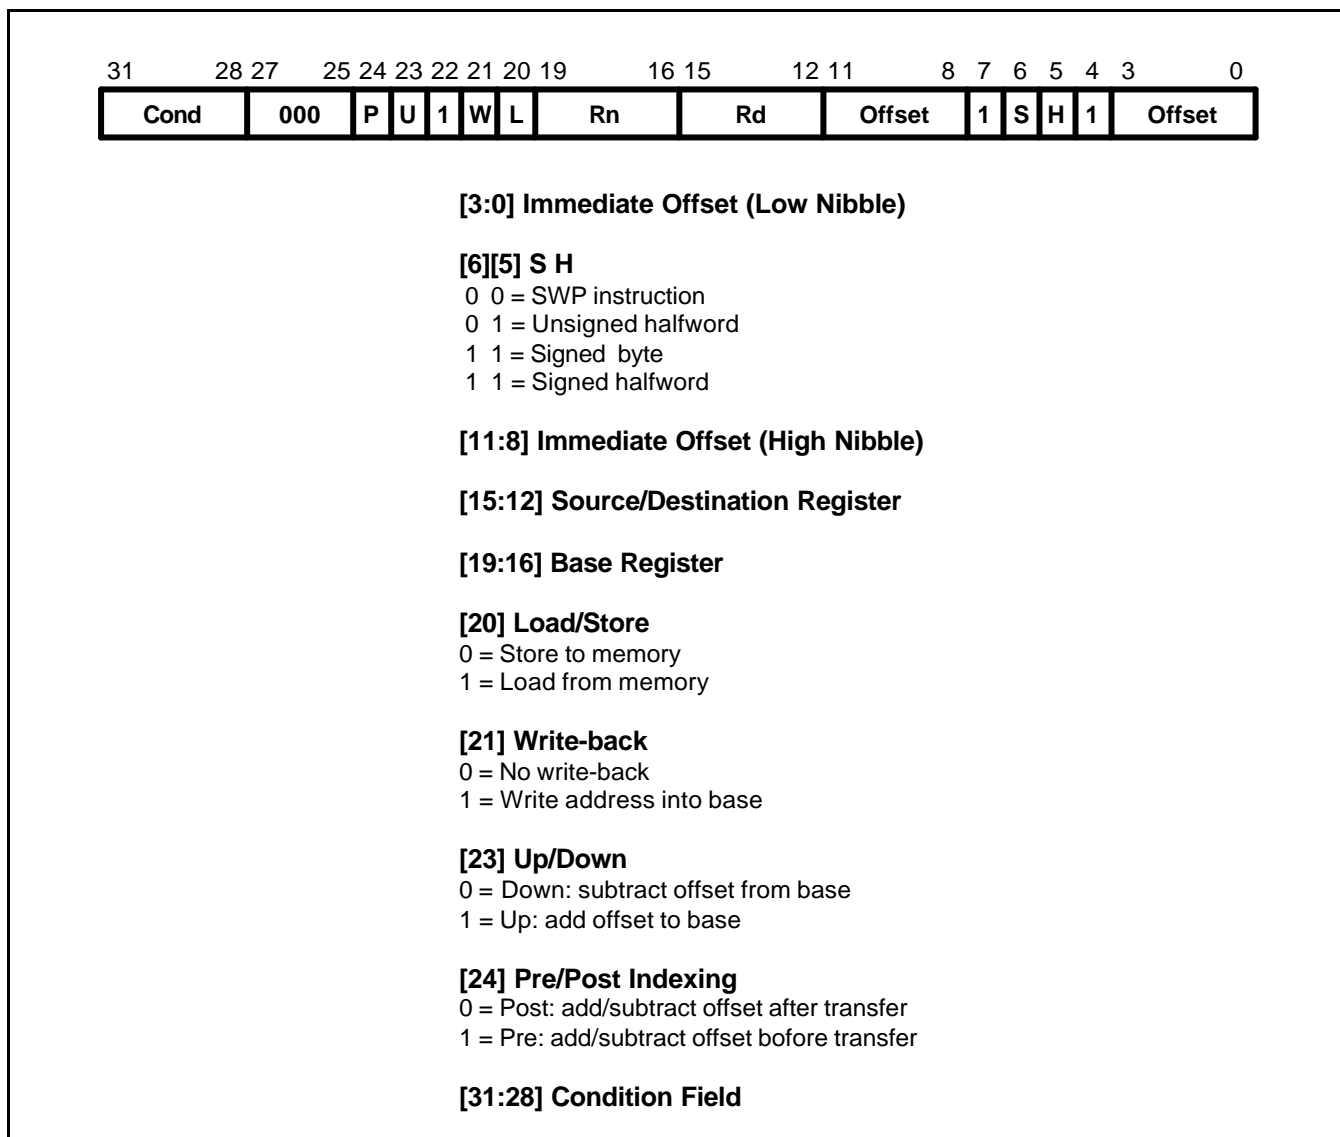 31 28 27 25 24 23 22 21 20 19 16 15 12 11 8 7 6 5 4 3 0
Cond 000 P U 1 W L Rn Rd Offset 1 S H 1 Offset
[3:0] Immediate Offset (Low Nibble)
[6][5] S H
0 0 = SWP instruction
0 1 = Unsigned halfword
1 1 = Signed byte
1 1 = Signed halfword
[11:8] Immediate Offset (High Nibble)
[15:12] Source/Destination Register
[19:16] Base Register
[20] Load/Store
0 = Store to memory
1 = Load from memory
[21] Write-back
0 = No write-back
1 = Write address into base
[23] Up/Down
0 = Down: subtract offset from base
1 = Up: add offset to base
[24] Pre/Post Indexing
0 = Post: add/subtract offset after transfer
1 = Pre: add/subtract offset bofore transfer
[31:28] Condition Field